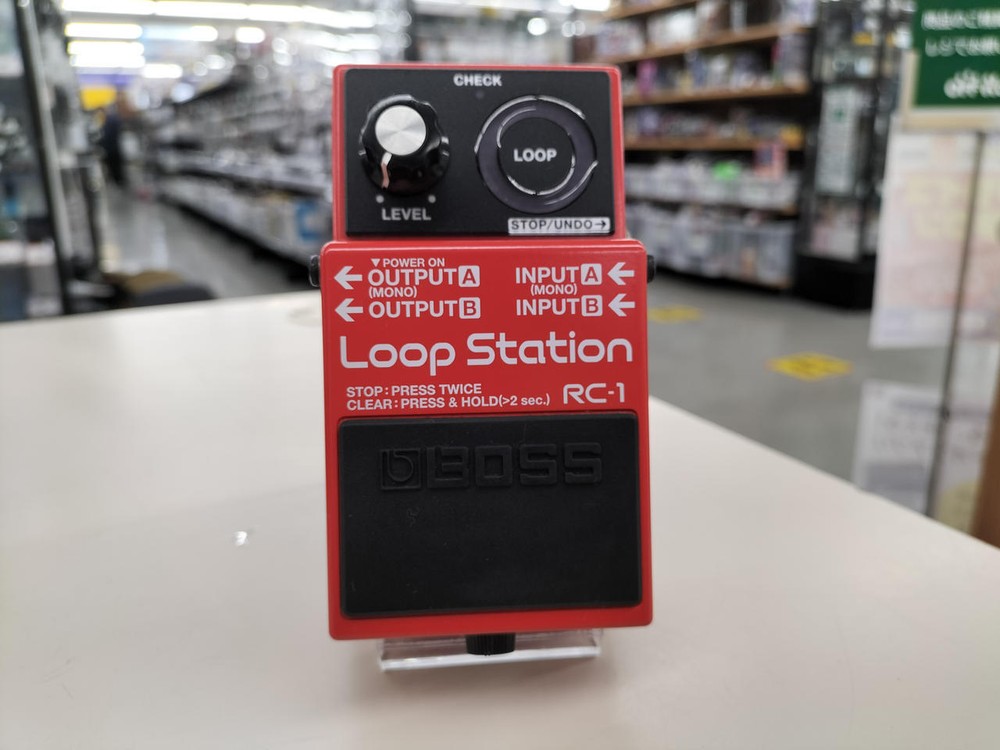 CHECK
LOOP
LEVEL
STOP/UNDO→
▼POWER ON
← OUTPUT A
(MONO)
← OUTPUT B
INPUT A ←
(MONO)
INPUT B ←
Loop Station
STOP:PRESS TWICE
CLEAR:PRESS & HOLD(>2 sec.)
RC-1
BOSS